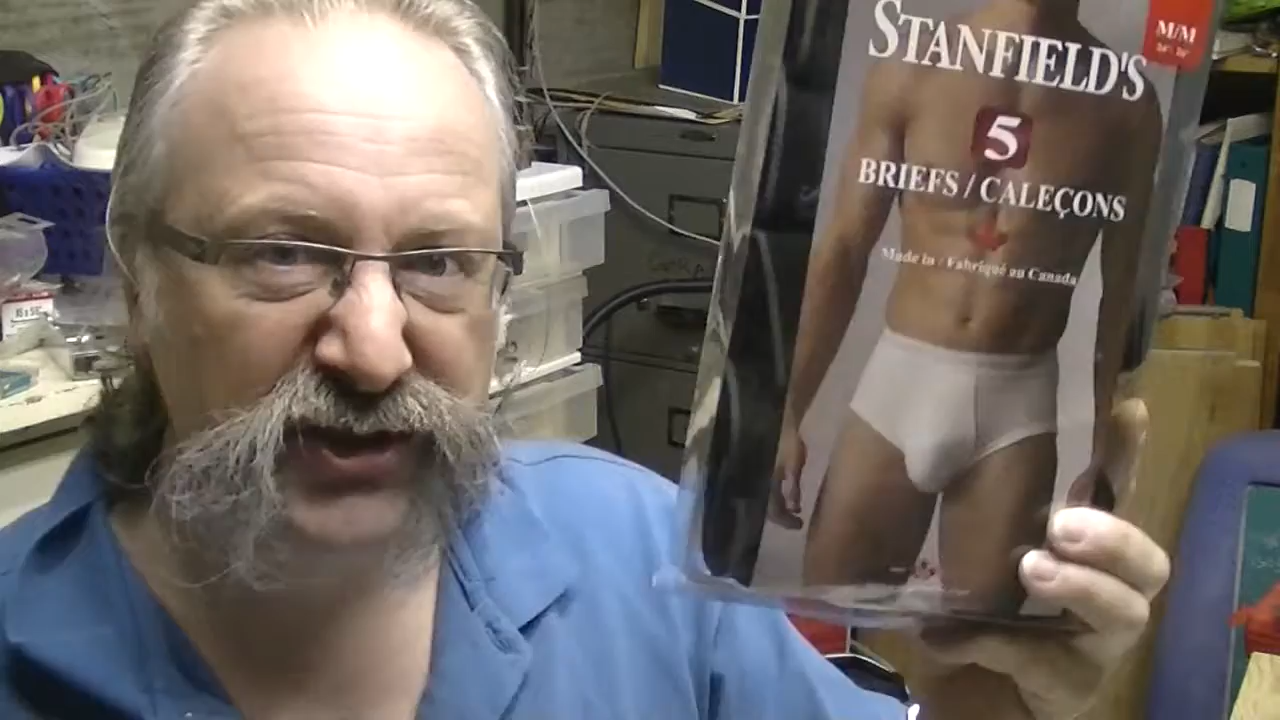 STANFIELD'S
M/M
5
BRIEFS / CALEÇONS
Made in / Fabriqué au Canada